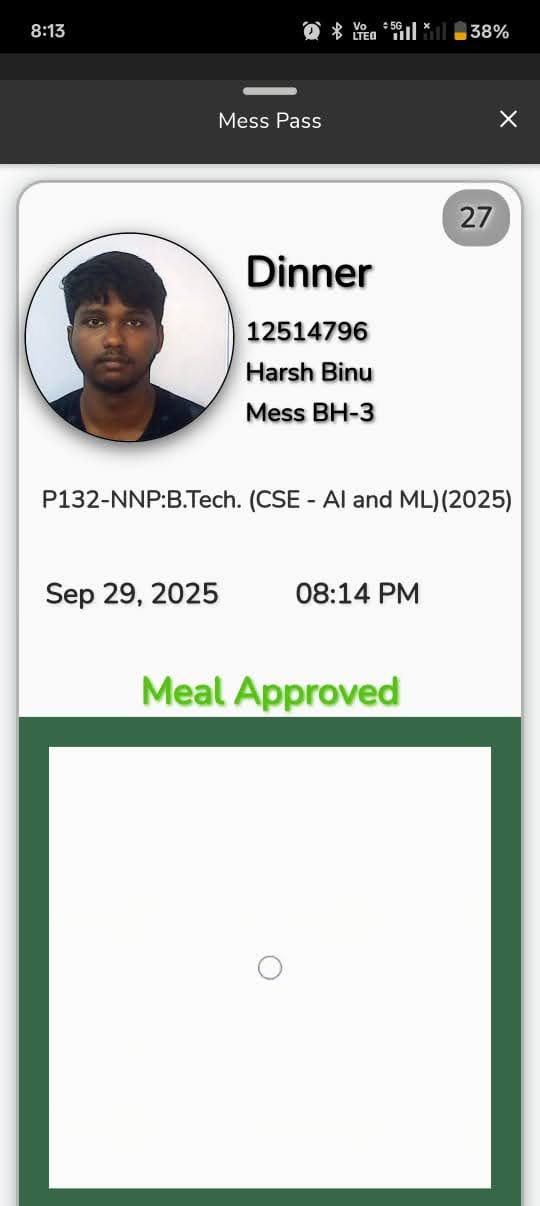 8:13 Vo LTE 5G 38%
Mess Pass
27
Dinner
12514796
Harsh Binu
Mess BH-3
P132-NNP:B.Tech. (CSE - AI and ML)(2025)
Sep 29, 2025 08:14 PM
Meal Approved